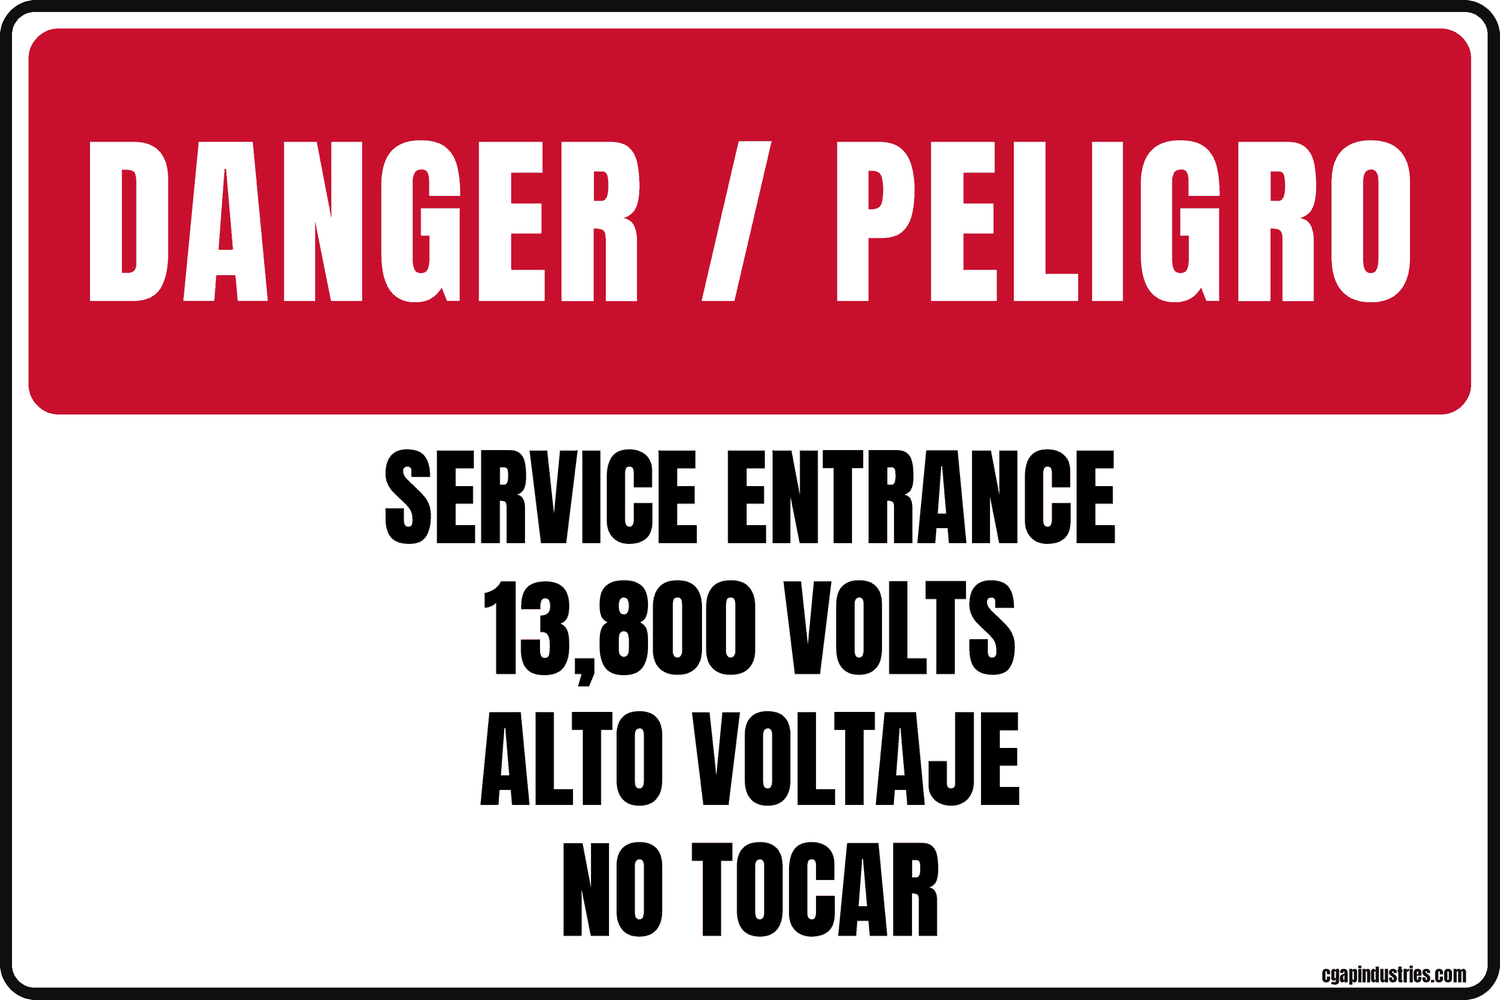 DANGER / PELIGRO
SERVICE ENTRANCE
13,800 VOLTS
ALTO VOLTAJE
NO TOCAR
cgapindustries.com